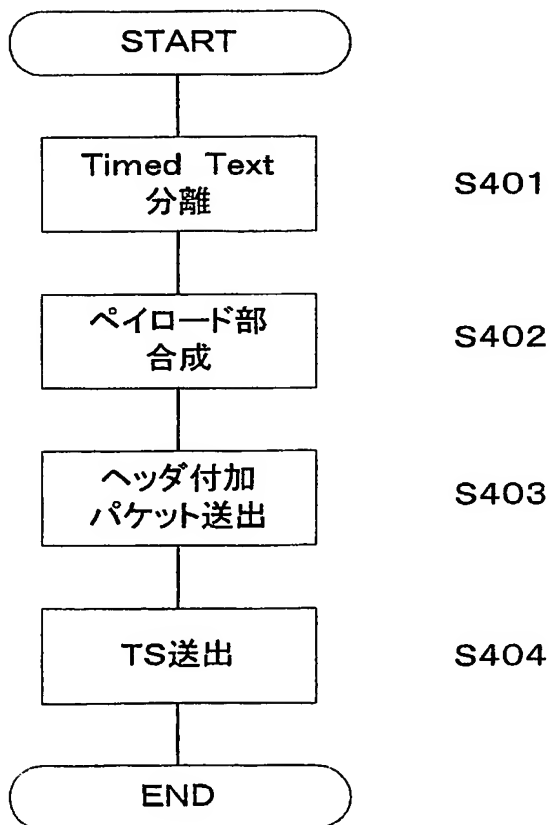 START
Timed Text
分離
S401
ペイロード部
合成
S402
ヘッダ付加
パケット送出
S403
TS送出
S404
END